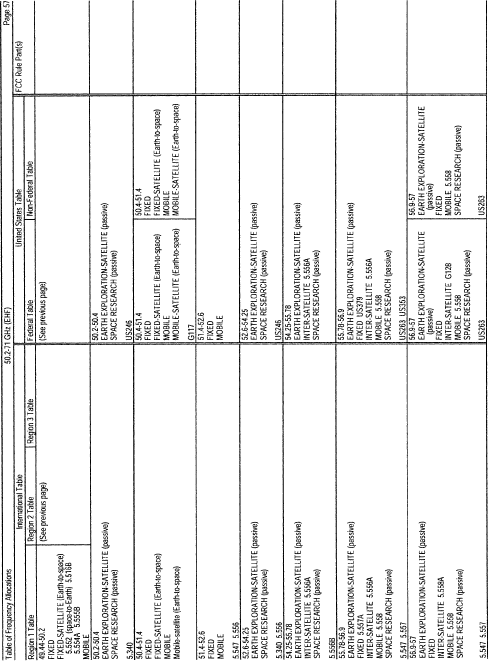 Table of Frequency Allocations 50.2-71 GHz (EHF) Page 57
International Table
United States Table
FCC Rule Part(s)
Region 1 Table
Region 2 Table
Region 3 Table
Federal Table
Non-Federal Table
49.44-50.2
FIXED
FIXED-SATELLITE (Earth-to-space)
5.552 (space-to-Earth) 5.516B
5.554A 5.555B
MOBILE
(See previous page)
(See previous page)
50.2-50.4
EARTH EXPLORATION-SATELLITE (passive)
SPACE RESEARCH (passive)
5.340
50.2-50.4
EARTH EXPLORATION-SATELLITE (passive)
SPACE RESEARCH (passive)
US246
50.4-51.4
FIXED
FIXED-SATELLITE (Earth-to-space)
MOBILE
Mobile-satellite (Earth-to-space)
50.4-51.4
FIXED
FIXED-SATELLITE (Earth-to-space)
MOBILE
MOBILE-SATELLITE (Earth-to-space)
G117
50.4-51.4
FIXED
FIXED-SATELLITE (Earth-to-space)
MOBILE
MOBILE-SATELLITE (Earth-to-space)
51.4-52.6
FIXED
MOBILE
5.547 5.556
51.4-52.6
FIXED
MOBILE
52.6-54.25
EARTH EXPLORATION-SATELLITE (passive)
SPACE RESEARCH (passive)
5.340 5.556
52.6-54.25
EARTH EXPLORATION-SATELLITE (passive)
SPACE RESEARCH (passive)
US246
54.25-55.78
EARTH EXPLORATION-SATELLITE (passive)
INTER-SATELLITE 5.556A
SPACE RESEARCH (passive)
5.556B
54.25-55.78
EARTH EXPLORATION-SATELLITE (passive)
INTER-SATELLITE 5.556A
SPACE RESEARCH (passive)
55.78-56.9
EARTH EXPLORATION-SATELLITE (passive)
FIXED 5.557A
INTER-SATELLITE 5.556A
MOBILE 5.558
SPACE RESEARCH (passive)
5.547 5.557
55.78-56.9
EARTH EXPLORATION-SATELLITE (passive)
FIXED US379
INTER-SATELLITE 5.556A
MOBILE 5.558
SPACE RESEARCH (passive)
US263 US353
56.9-57
EARTH EXPLORATION-SATELLITE (passive)
FIXED
INTER-SATELLITE 5.558A
MOBILE 5.558
SPACE RESEARCH (passive)
5.547 5.557
56.9-57
EARTH EXPLORATION-SATELLITE
(passive)
FIXED
INTER-SATELLITE G128
MOBILE 5.558
SPACE RESEARCH (passive)
US263
56.9-57
EARTH EXPLORATION-SATELLITE
(passive)
FIXED
MOBILE 5.558
SPACE RESEARCH (passive)
US263